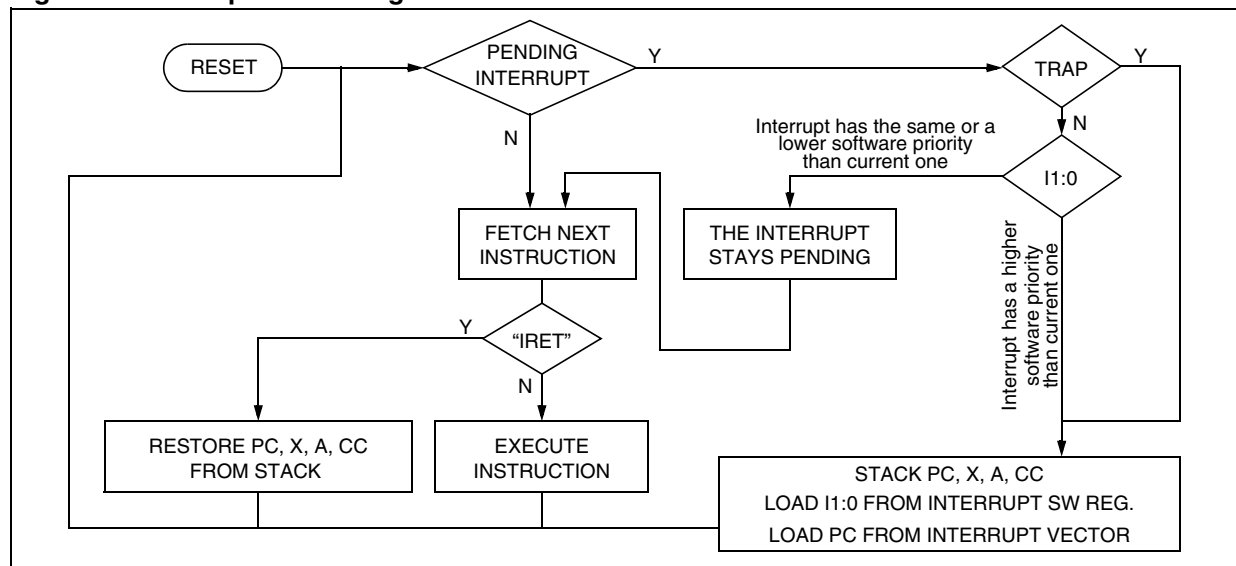 RESET
PENDING
INTERRUPT
Y
TRAP
Y
N
N
Interrupt has the same or a
lower software priority
than current one
I1:0
FETCH NEXT
INSTRUCTION
THE INTERRUPT
STAYS PENDING
Interrupt has a higher
software priority
than current one
Y
“IRET”
N
RESTORE PC, X, A, CC
FROM STACK
EXECUTE
INSTRUCTION
STACK PC, X, A, CC
LOAD I1:0 FROM INTERRUPT SW REG.
LOAD PC FROM INTERRUPT VECTOR